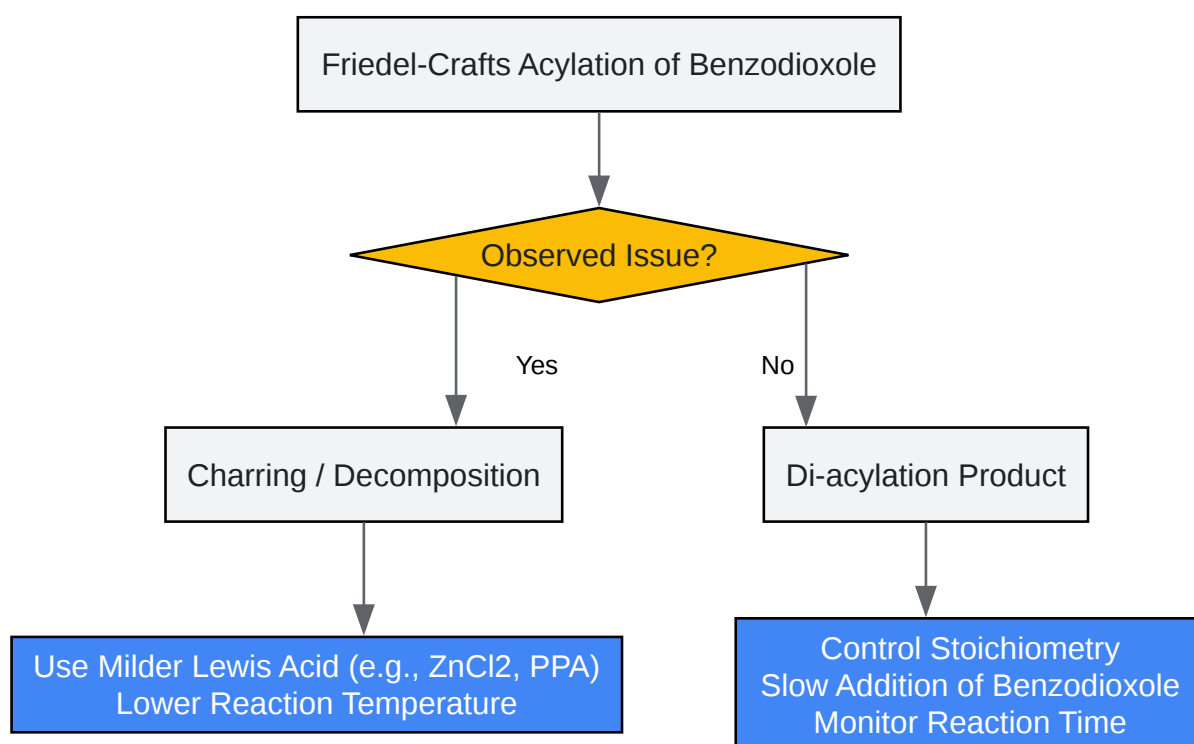 Friedel-Crafts Acylation of Benzodioxole
Observed Issue?
Yes
No
Charring / Decomposition
Di-acylation Product
Use Milder Lewis Acid (e.g., ZnCl2, PPA)
Lower Reaction Temperature
Control Stoichiometry
Slow Addition of Benzodioxole
Monitor Reaction Time